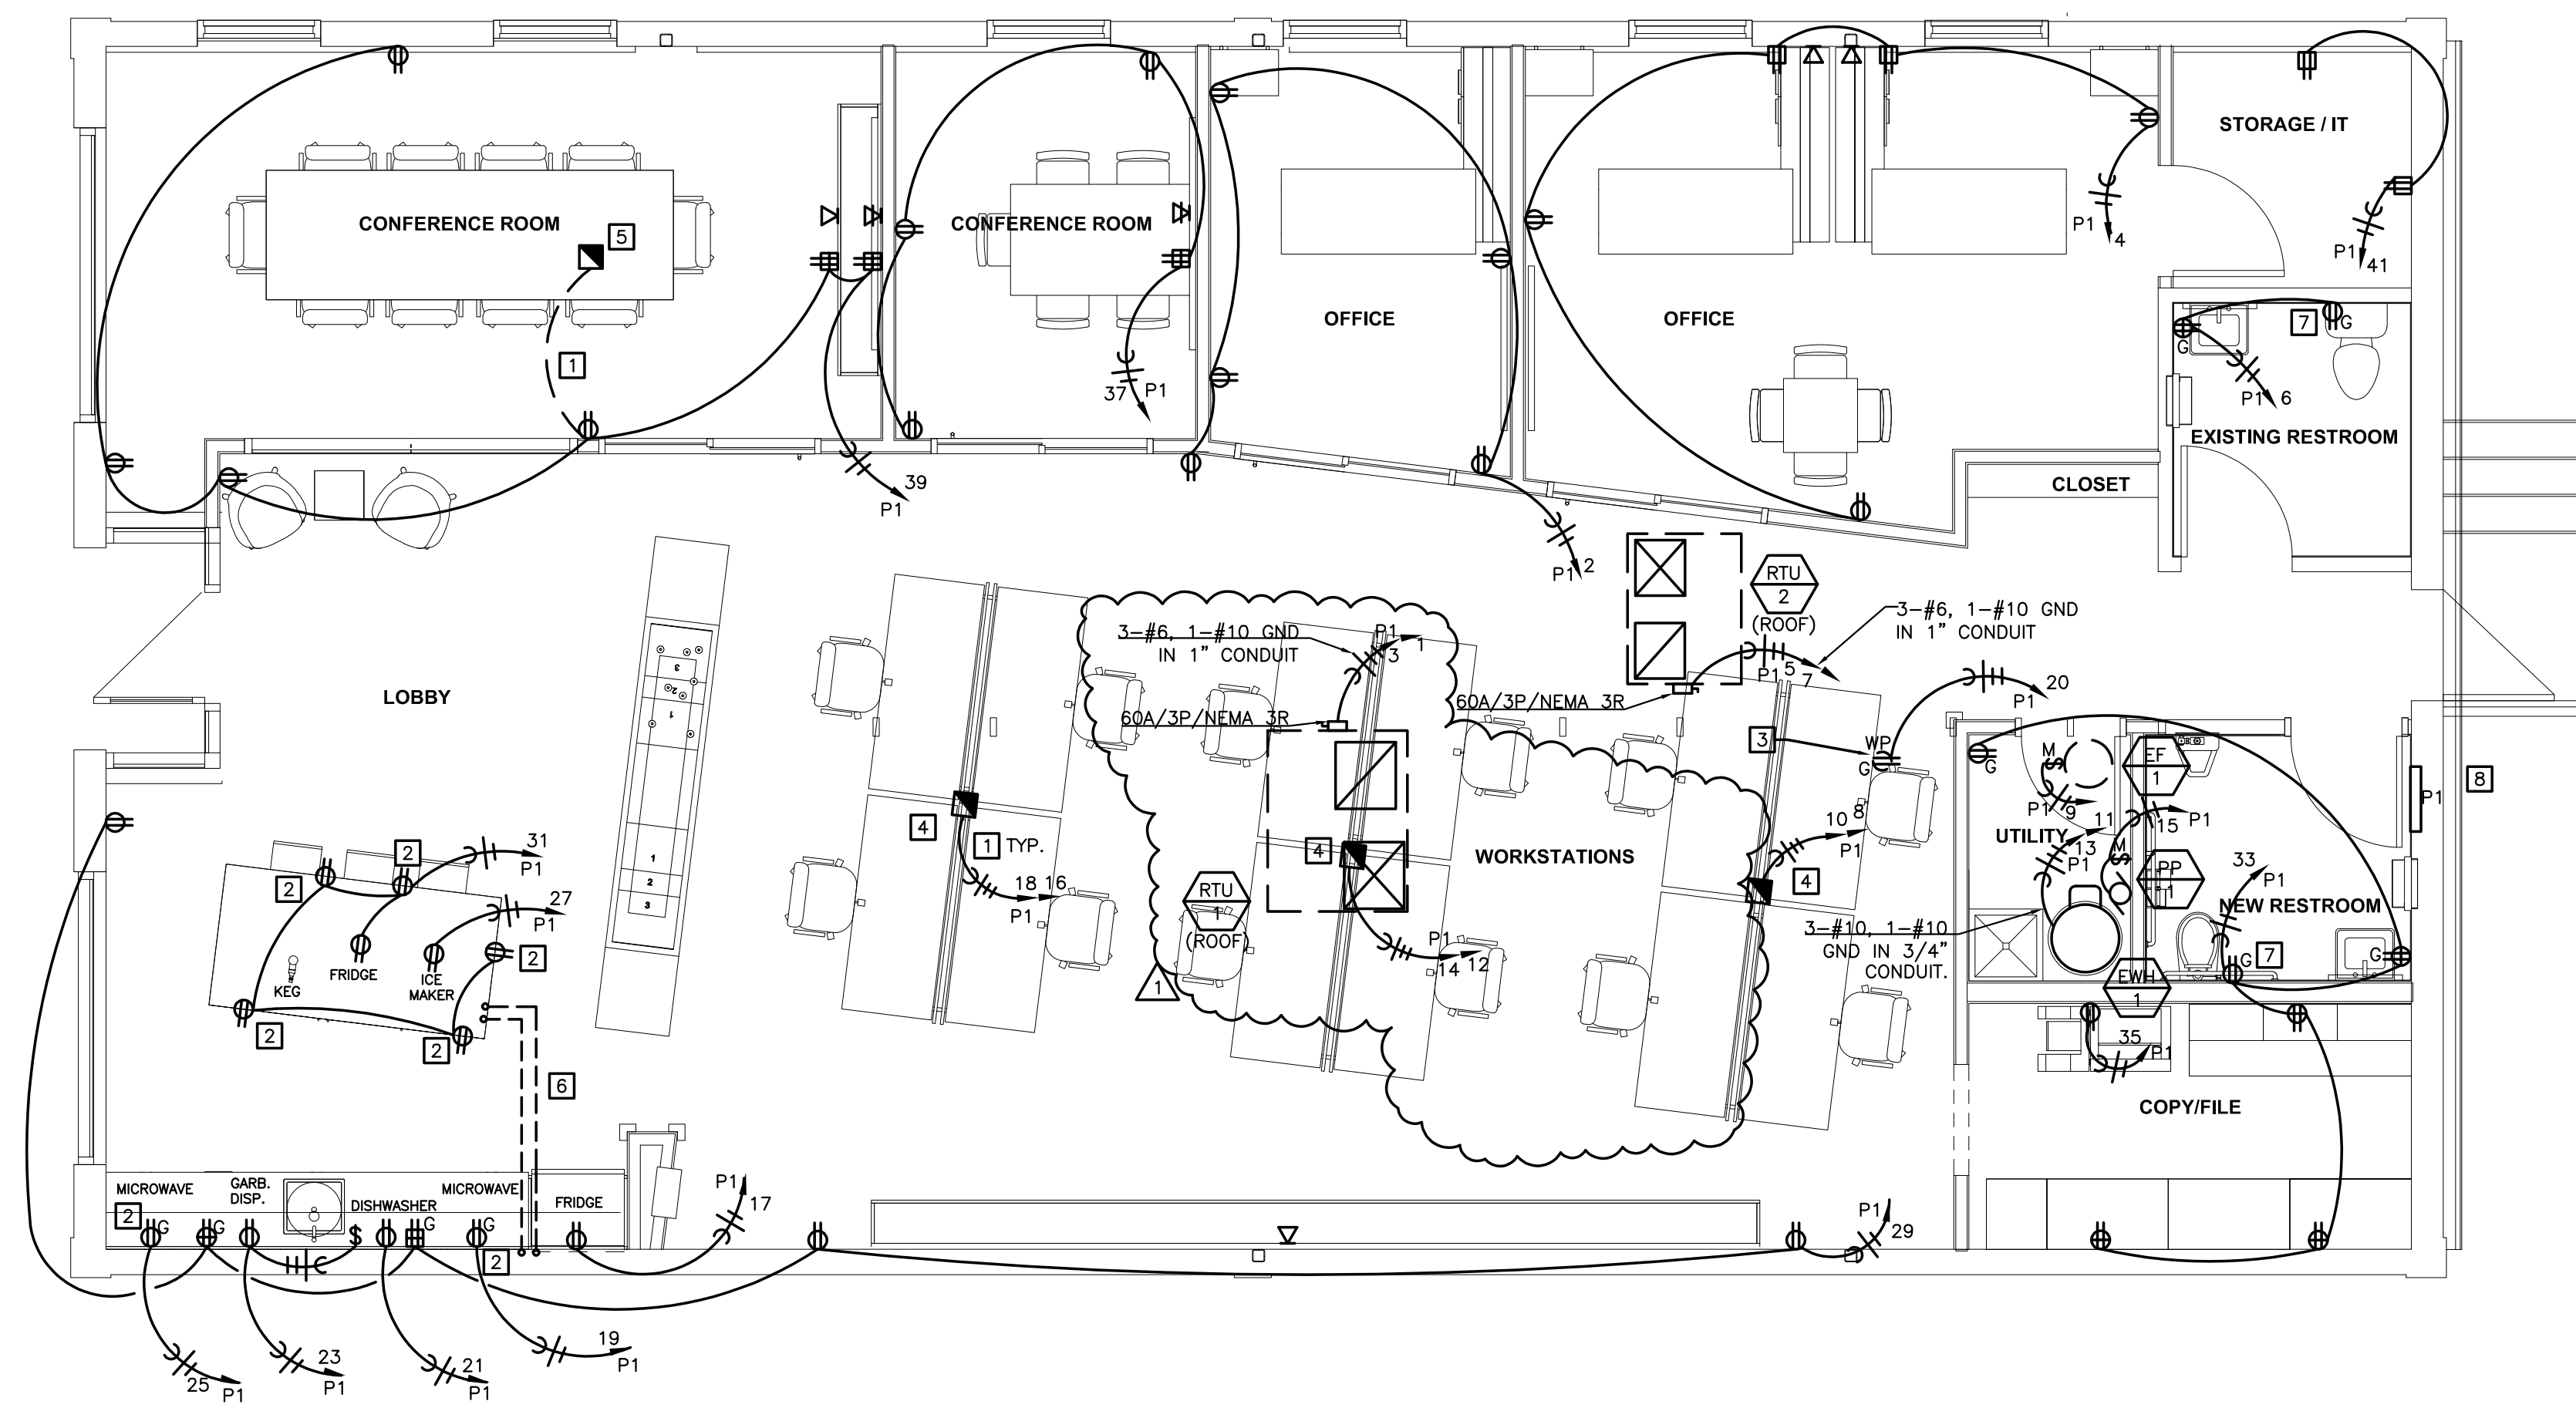 STORAGE / IT
CONFERENCE ROOM
5
CONFERENCE ROOM
P1
4
P1
41
OFFICE
OFFICE
7
G
G
1
37
P1
P1
6
EXISTING RESTROOM
39
P1
CLOSET
2
P1
RTU
2
(ROOF)
3-#6, 1-#10 GND
IN 1" CONDUIT
3-#6, 1-#10 GND
IN 1" CONDUIT
P1
1
3
P1
5
7
LOBBY
60A/3P/NEMA 3R
60A/3P/NEMA 3R
20
P1
3
2
1
3
WP
G
G
M
$
EF
1
8
P1
P1
9
10
8
P1
11
15
P1
UTILITY
13
P1
4
1
TYP.
4
WORKSTATIONS
4
M
$
PP
1
33
P1
31
P1
2
2
1
2
3
18
16
P1
RTU
1
(ROOF)
27
P1
NEW RESTROOM
3-#10, 1-#10
GND IN 3/4"
CONDUIT.
P1
14
12
2
FRIDGE
ICE
MAKER
KEG
7
G
G
EWH
1
1
2
2
35
P1
6
COPY/FILE
P1
17
MICROWAVE
GARB.
DISP.
DISHWASHER
MICROWAVE
FRIDGE
2
G
G
$
G
G
2
P1
29
19
P1
25
P1
23
P1
21
P1